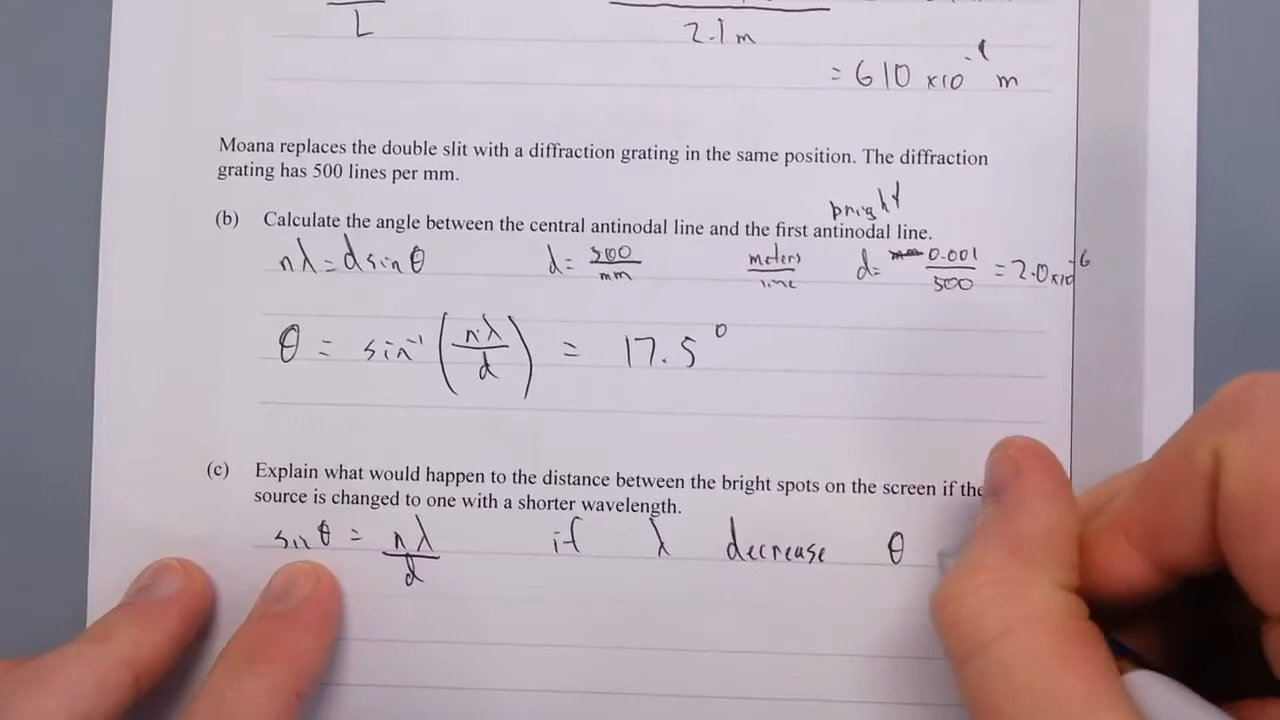 L
2.1 m
= 610 x10 m
Moana replaces the double slit with a diffraction grating in the same position. The diffraction
grating has 500 lines per mm.
bright
(b) Calculate the angle between the central antinodal line and the first antinodal line.
nλ = d sin θ d = 500/mm meters/line d = 0.001/500 = 2.0x10⁻⁶
θ = sin⁻¹ (nλ/d) = 17.5°
(c) Explain what would happen to the distance between the bright spots on the screen if the
source is changed to one with a shorter wavelength.
sin θ = nλ/d if λ decrease θ